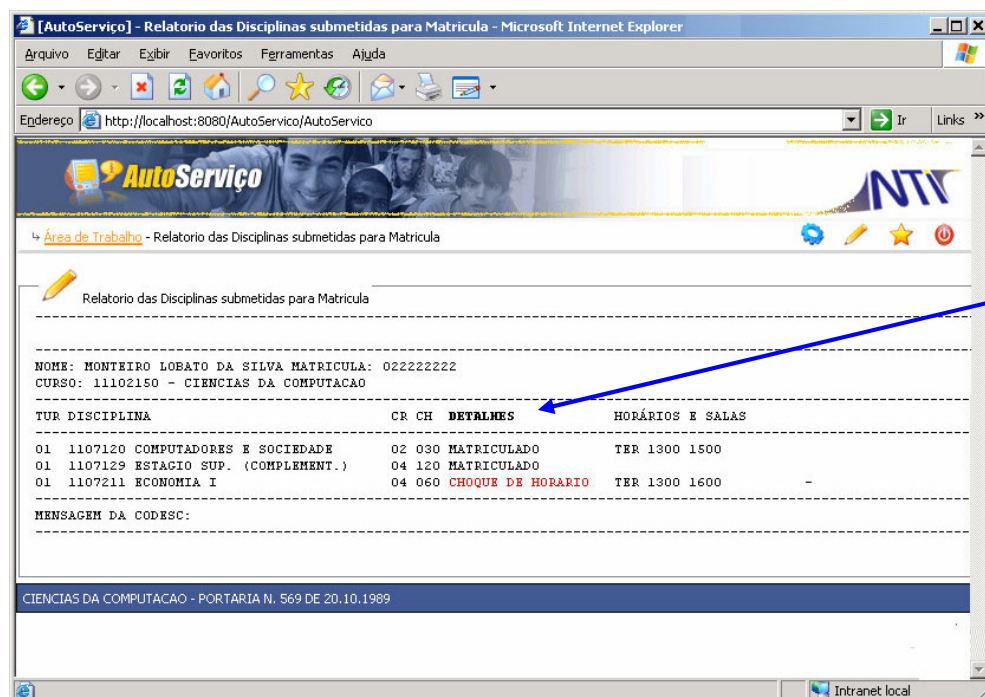 [AutoServiço] - Relatorio das Disciplinas submetidas para Matricula - Microsoft Internet Explorer
Arquivo Editar Exibir Favoritos Ferramentas Ajuda
Endereço http://localhost:8080/AutoServico/AutoServico Ir Links »
AutoServiço NTI
Área de Trabalho - Relatorio das Disciplinas submetidas para Matricula
Relatorio das Disciplinas submetidas para Matricula
NOME: MONTEIRO LOBATO DA SILVA MATRICULA: 022222222
CURSO: 11102150 - CIENCIAS DA COMPUTACAO
TUR DISCIPLINA CR CH DETALHES HORÁRIOS E SALAS
01 1107120 COMPUTADORES E SOCIEDADE 02 030 MATRICULADO TER 1300 1500
01 1107129 ESTAGIO SUP. (COMPLEMENT.) 04 120 MATRICULADO
01 1107211 ECONOMIA I 04 060 CHOQUE DE HORARIO TER 1300 1600 -
MENSAGEM DA CODESC:
CIENCIAS DA COMPUTACAO - PORTARIA N. 569 DE 20.10.1989
Intranet local